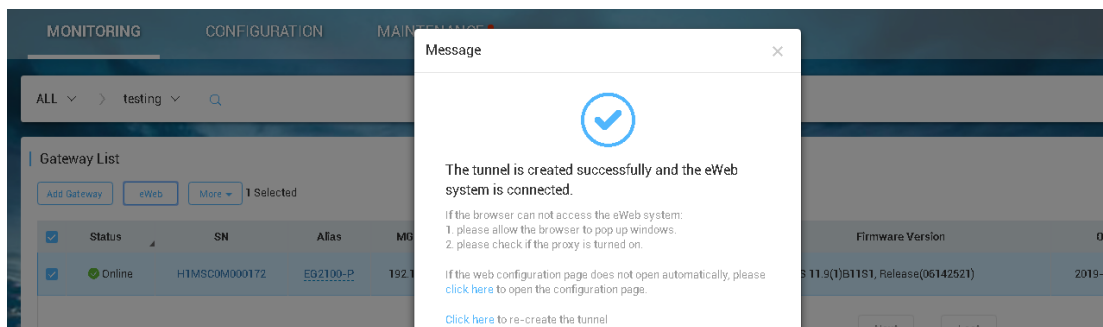 MONITORING CONFIGURATION
Message
ALL testing
The tunnel is created successfully and the eWeb
system is connected.
Gateway List
Add Gateway eWeb More 1 Selected
If the browser can not access the eWeb system:
1. please allow the browser to pop up windows.
2. please check if the proxy is turned on.
Status SN Alias MG Firmware Version
Online H1MSC0M000172 EG2100-P 192.1 S 11.9(1)B11S1, Release(06142521) 2019-
If the web configuration page does not open automatically, please
click here to open the configuration page.
Click here to re-create the tunnel